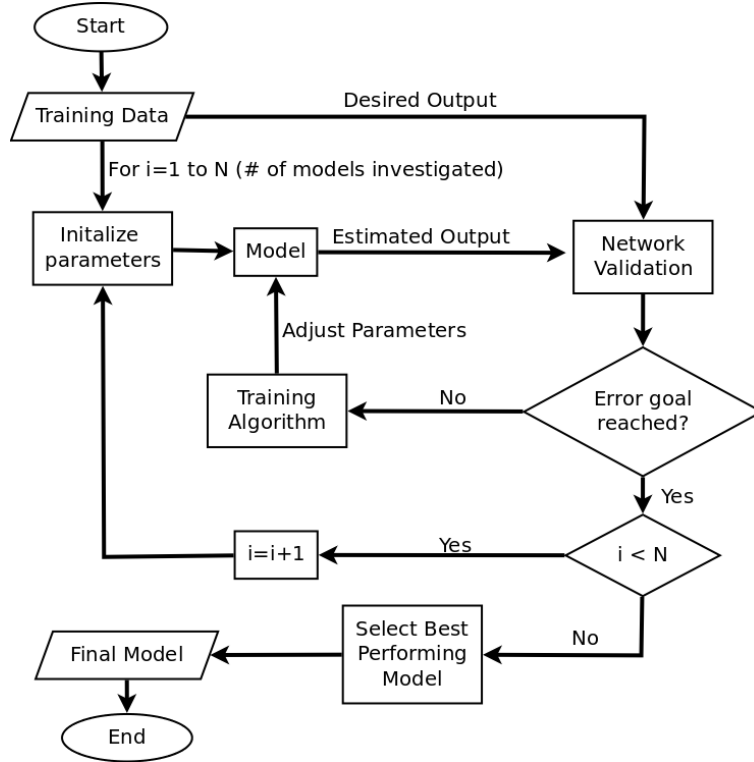 Start
Training Data
Desired Output
For i=1 to N (# of models investigated)
Initalize
parameters
Model
Estimated Output
Network
Validation
Adjust Parameters
Training
Algorithm
No
Error goal
reached?
Yes
i=i+1
Yes
i < N
No
Select Best
Performing
Model
Final Model
End